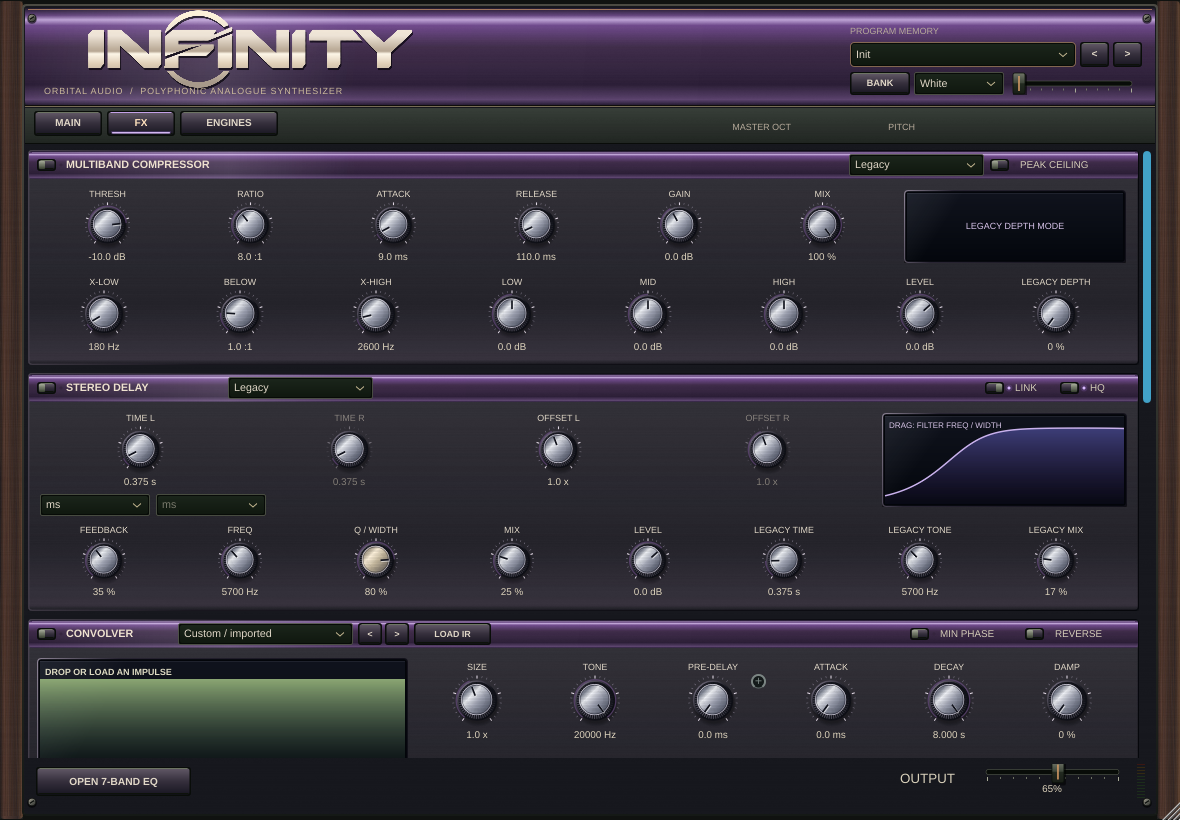 INFINITY
ORBITAL AUDIO / POLYPHONIC ANALOGUE SYNTHESIZER
PROGRAM MEMORY
Init
< >
BANK White
MAIN FX ENGINES
MASTER OCT PITCH
MULTIBAND COMPRESSOR Legacy PEAK CEILING
THRESH RATIO ATTACK RELEASE GAIN MIX
LEGACY DEPTH MODE
-10.0 dB 8.0 :1 9.0 ms 110.0 ms 0.0 dB 100 %
X-LOW BELOW X-HIGH LOW MID HIGH LEVEL LEGACY DEPTH
180 Hz 1.0 :1 2600 Hz 0.0 dB 0.0 dB 0.0 dB 0.0 dB 0 %
STEREO DELAY Legacy LINK HQ
TIME L TIME R OFFSET L OFFSET R
DRAG: FILTER FREQ / WIDTH
0.375 s 0.375 s 1.0 x 1.0 x
ms ms
FEEDBACK FREQ Q / WIDTH MIX LEVEL LEGACY TIME LEGACY TONE LEGACY MIX
35 % 5700 Hz 80 % 25 % 0.0 dB 0.375 s 5700 Hz 17 %
CONVOLVER Custom / imported < > LOAD IR MIN PHASE REVERSE
DROP OR LOAD AN IMPULSE
SIZE TONE PRE-DELAY ATTACK DECAY DAMP
1.0 x 20000 Hz 0.0 ms 0.0 ms 8.000 s 0 %
OPEN 7-BAND EQ
OUTPUT
65%